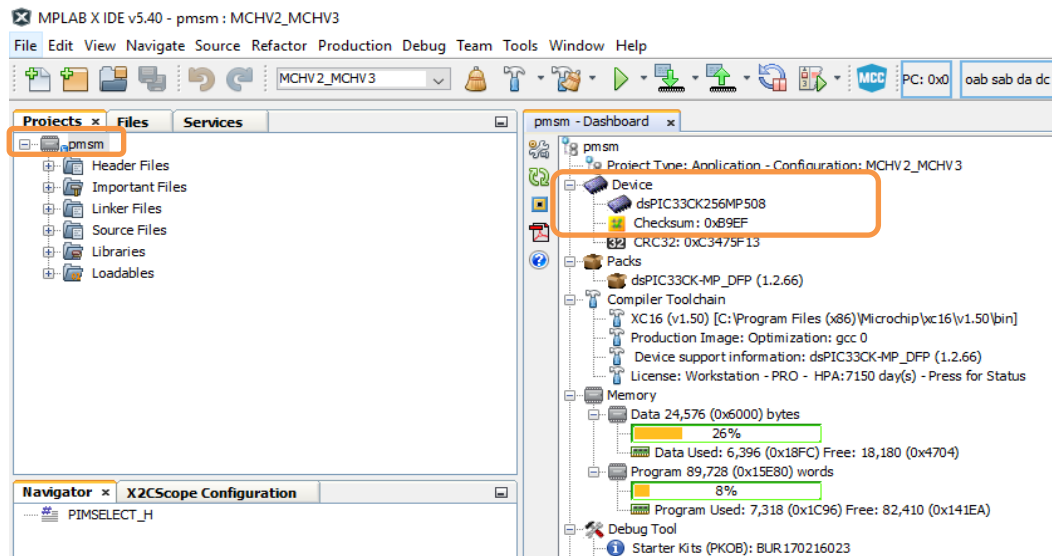 MPLAB X IDE v5.40 - pmsm : MCHV2_MCHV3
File Edit View Navigate Source Refactor Production Debug Team Tools Window Help
MCHV2_MCHV3
MCC
PC: 0x0
oab sab da dc
Projects × Files Services
pmsm
Header Files
Important Files
Linker Files
Source Files
Libraries
Loadables
Navigator × X2CScope Configuration
PIMSELECT_H
pmsm - Dashboard ×
pmsm
Project Type: Application - Configuration: MCHV2_MCHV3
Device
dsPIC33CK256MP508
Checksum: 0xB9EF
32 CRC32: 0xC3475F13
Packs
dsPIC33CK-MP_DFP (1.2.66)
Compiler Toolchain
XC16 (v1.50) [C:\Program Files (x86)\Microchip\xc16\v1.50\bin]
Production Image: Optimization: gcc 0
Device support information: dsPIC33CK-MP_DFP (1.2.66)
License: Workstation - PRO - HPA:7150 day(s) - Press for Status
Memory
Data 24,576 (0x6000) bytes
26%
Data Used: 6,396 (0x18FC) Free: 18,180 (0x4704)
Program 89,728 (0x15E80) words
8%
Program Used: 7,318 (0x1C96) Free: 82,410 (0x141EA)
Debug Tool
Starter Kits (PKOB): BUR170216023